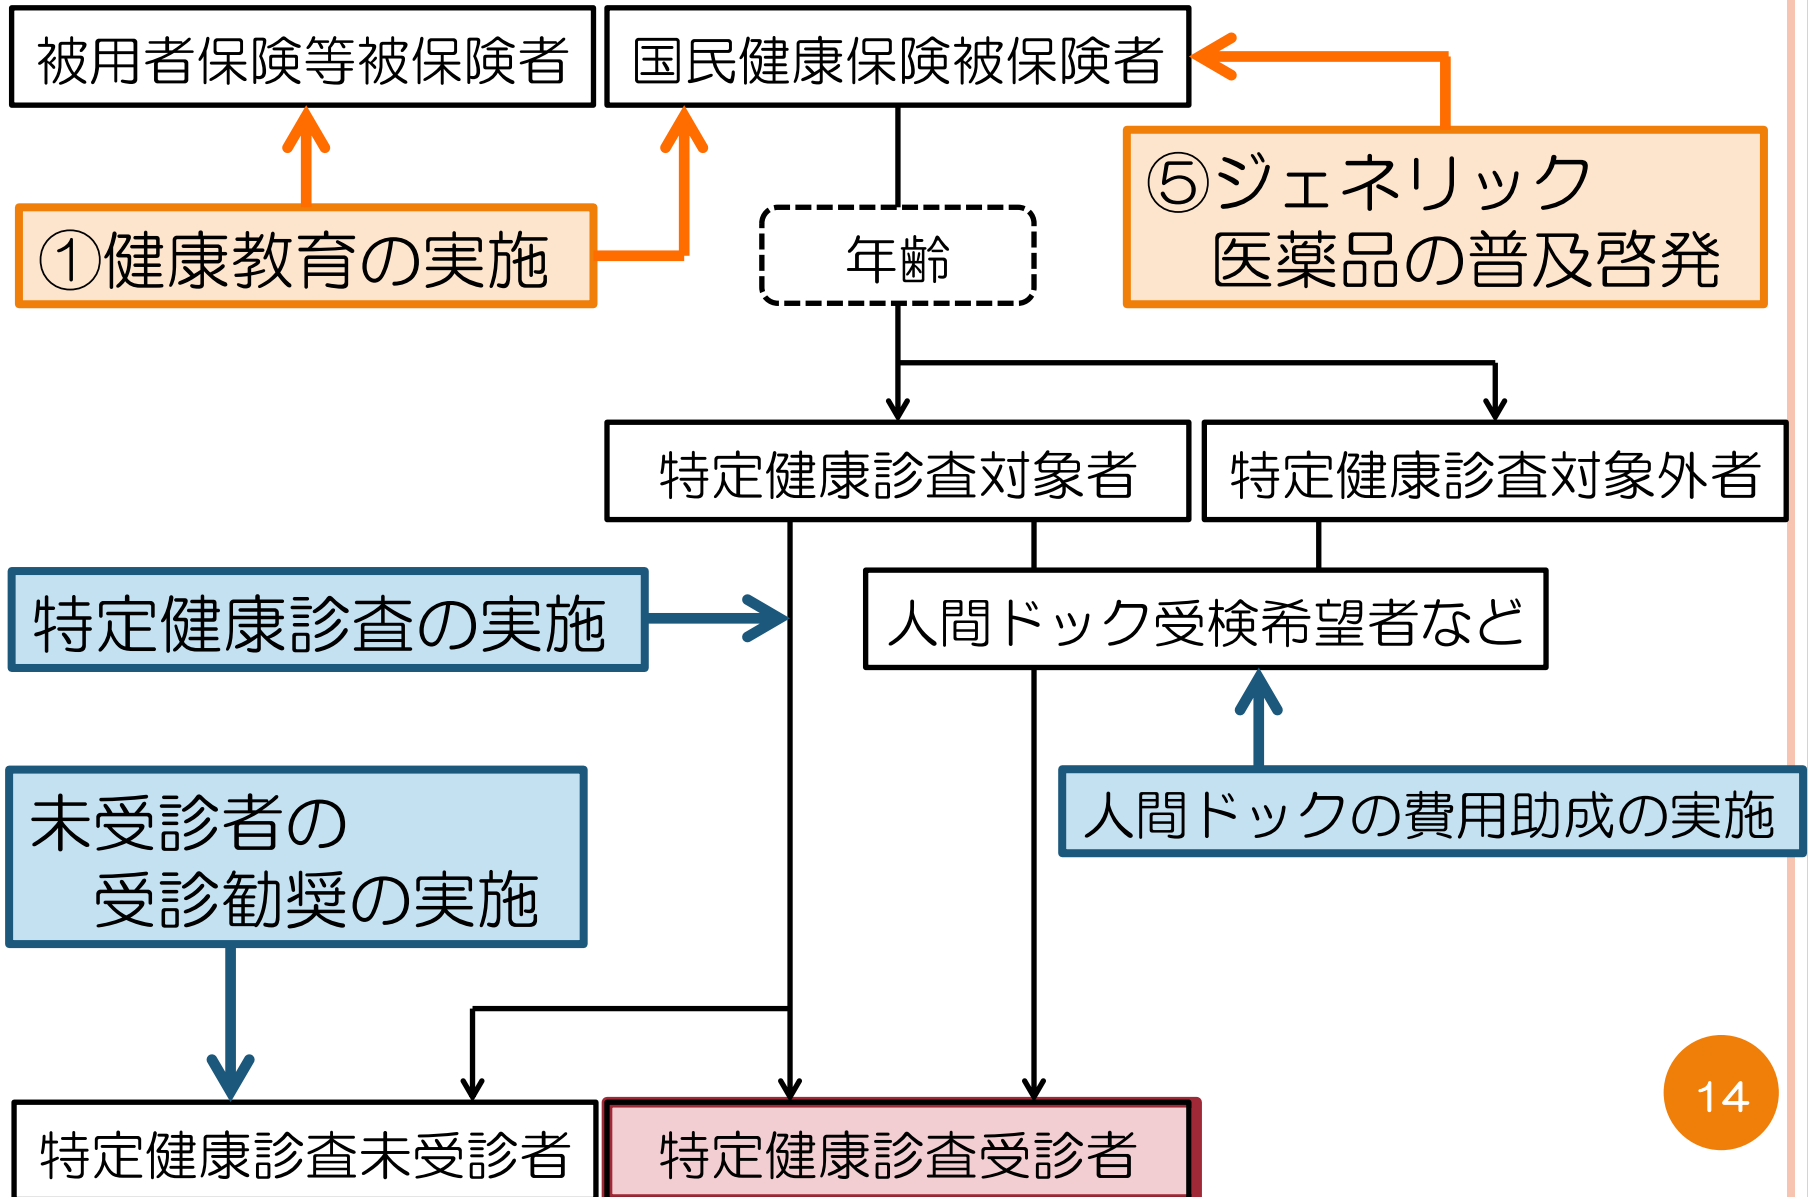 被用者保険等被保険者
国民健康保険被保険者
①健康教育の実施
年齢
⑤ジェネリック
医薬品の普及啓発
特定健康診査対象者
特定健康診査対象外者
特定健康診査の実施
人間ドック受検希望者など
未受診者の
受診勧奨の実施
人間ドックの費用助成の実施
特定健康診査未受診者
特定健康診査受診者
14